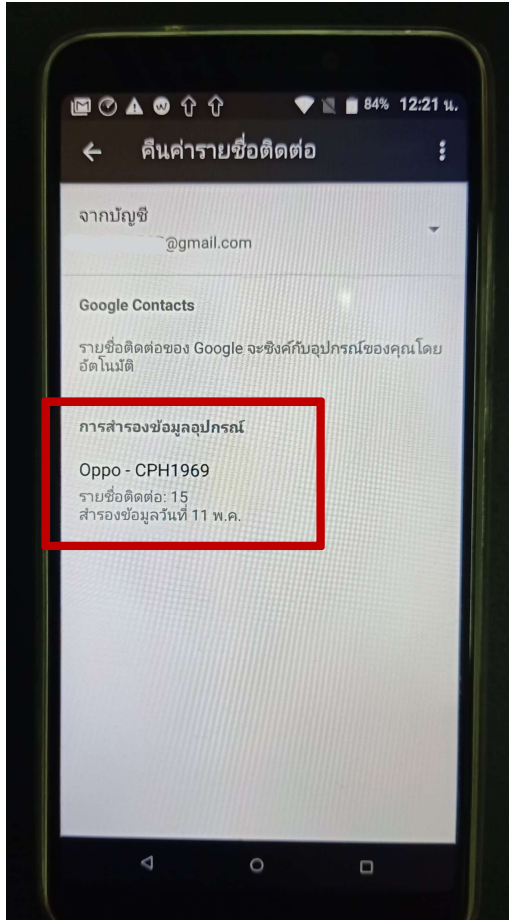 84% 12:21 น.
คืนค่ารายชื่อติดต่อ
จากบัญชี
@gmail.com
Google Contacts
รายชื่อติดต่อของ Google จะซิงค์กับอุปกรณ์ของคุณโดย
อัตโนมัติ
การสำรองข้อมูลอุปกรณ์
Oppo - CPH1969
รายชื่อติดต่อ: 15
สำรองข้อมูลวันที่ 11 พ.ค.